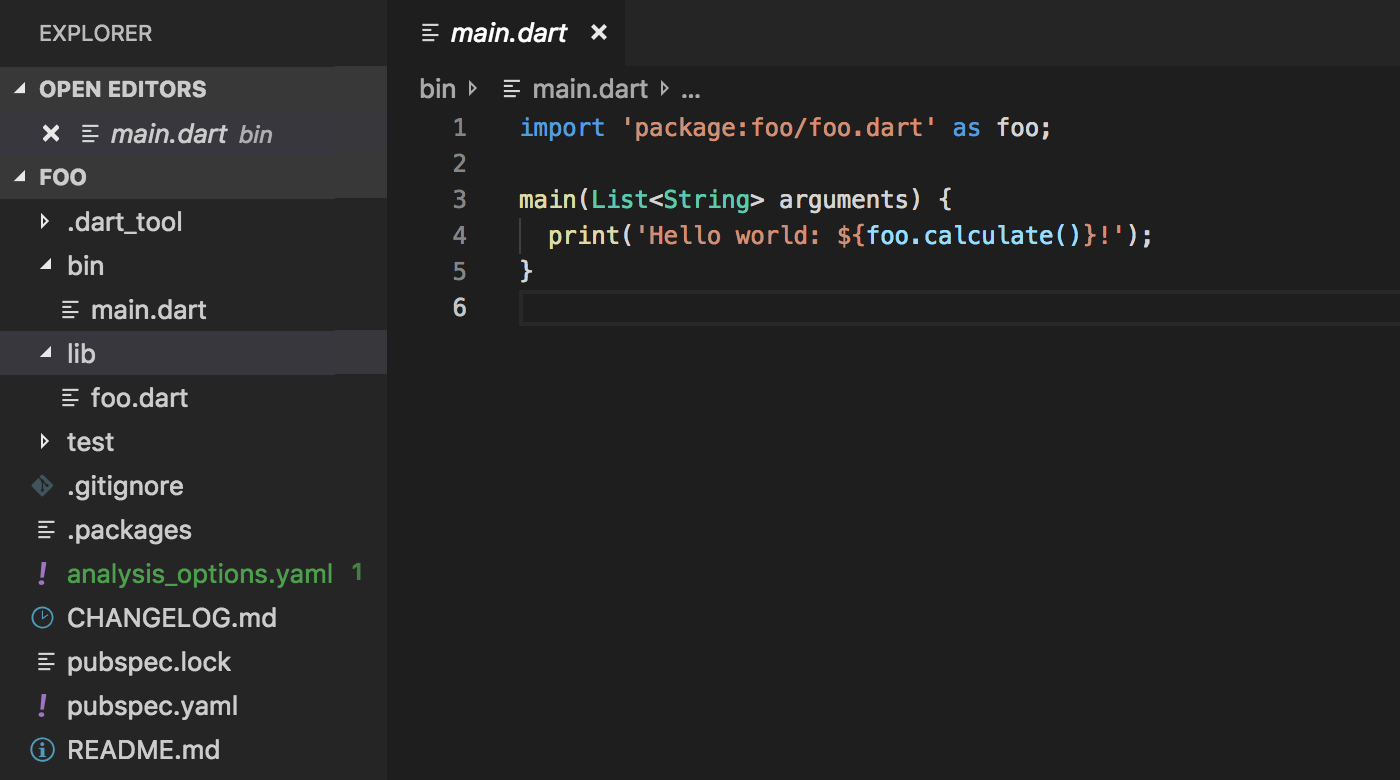 EXPLORER
OPEN EDITORS
main.dart bin
FOO
.dart_tool
bin
main.dart
lib
foo.dart
test
.gitignore
.packages
analysis_options.yaml 1
CHANGELOG.md
pubspec.lock
pubspec.yaml
README.md
main.dart
bin main.dart ...
1 import 'package:foo/foo.dart' as foo;
2
3 main(List<String> arguments) {
4 print('Hello world: ${foo.calculate()}!');
5 }
6